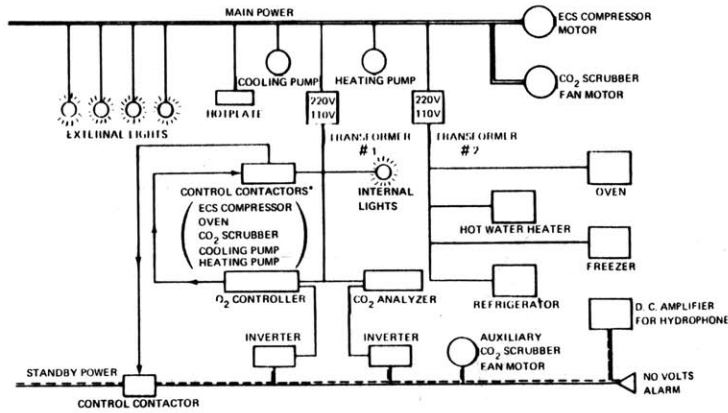 MAIN POWER
ECS COMPRESSOR
MOTOR
COOLING PUMP
HEATING PUMP
CO2 SCRUBBER
FAN MOTOR
HOTPLATE
220V
110V
220V
110V
EXTERNAL LIGHTS
TRANSFORMER
#1
TRANSFORMER
#2
CONTROL CONTACTORS*
INTERNAL
LIGHTS
OVEN
ECS COMPRESSOR
OVEN
CO2 SCRUBBER
COOLING PUMP
HEATING PUMP
HOT WATER HEATER
FREEZER
O2 CONTROLLER
CO2 ANALYZER
REFRIGERATOR
D. C. AMPLIFIER
FOR HYDROPHONE
INVERTER
INVERTER
AUXILIARY
CO2 SCRUBBER
FAN MOTOR
STANDBY POWER
NO VOLTS
ALARM
CONTROL CONTACTOR